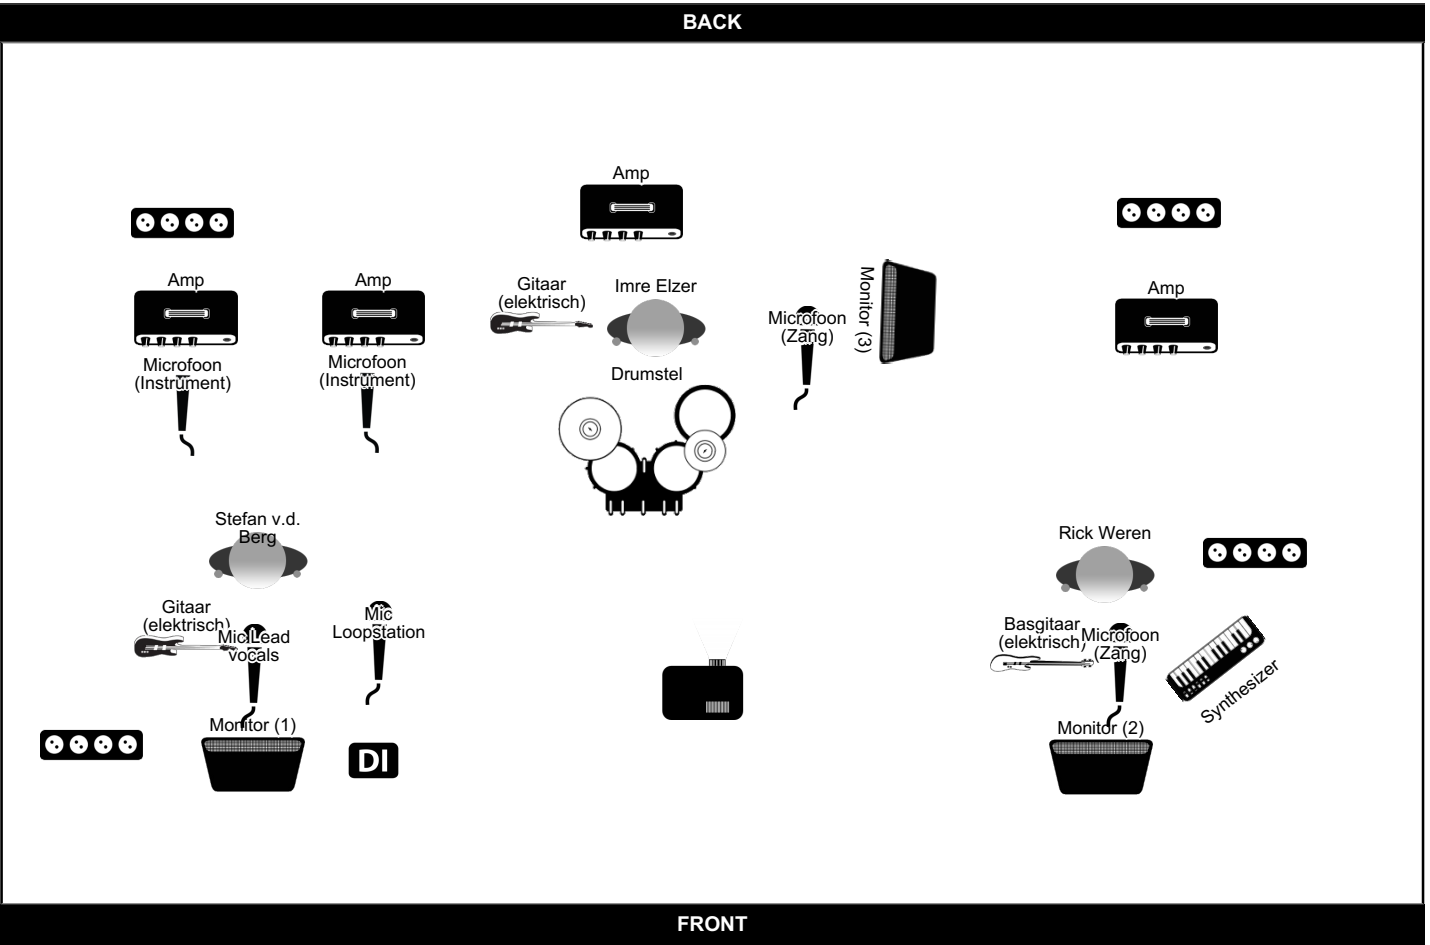 BACK
Amp
Amp
Amp
Gitaar
(elektrisch)
Imre Elzer
Microfoon
(Zang)
Monitor (3)
Amp
Microfoon
(Instrument)
Microfoon
(Instrument)
Drumstel
Stefan v.d.
Berg
Rick Weren
Gitaar
(elektrisch)
Mic Lead
vocals
Mic
Loopstation
Basgitaar
(elektrisch)
Microfoon
(Zang)
Synthesizer
Monitor (1)
DI
Monitor (2)
FRONT